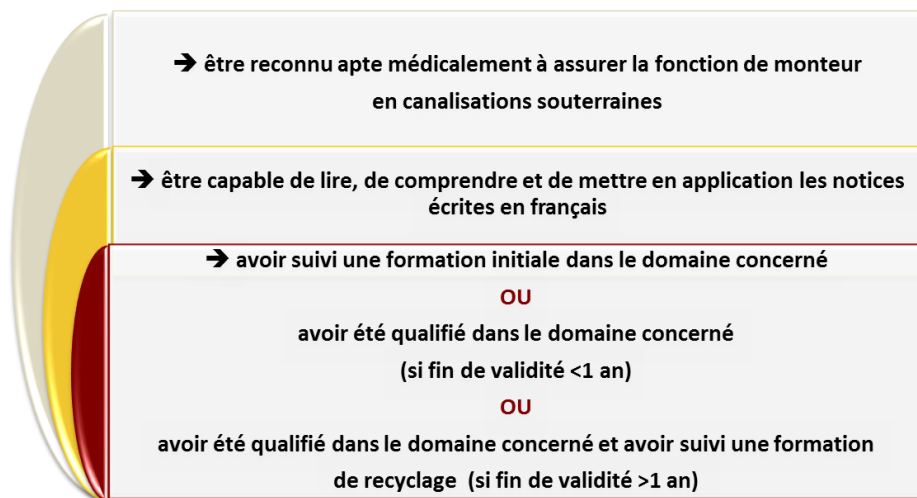 ➔ être reconnu apte médicalement à assurer la fonction de monteur
en canalisations souterraines
➔ être capable de lire, de comprendre et de mettre en application les notices
écrites en français
➔ avoir suivi une formation initiale dans le domaine concerné
OU
avoir été qualifié dans le domaine concerné
(si fin de validité <1 an)
OU
avoir été qualifié dans le domaine concerné et avoir suivi une formation
de recyclage (si fin de validité >1 an)